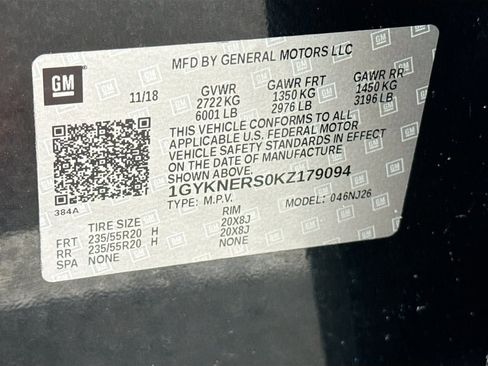 GM
MFD BY GENERAL MOTORS LLC
11/18 GVWR GAWR FRT GAWR RR
2722 KG 1350 KG 1450 KG
6001 LB 2976 LB 3196 LB
THIS VEHICLE CONFORMS TO ALL
APPLICABLE U.S. FEDERAL MOTOR
VEHICLE SAFETY STANDARDS IN EFFECT
ON THE DATE OF MANUFACTURE
1GYKNERS0KZ179094
TYPE: M.P.V. MODEL: 046NJ26
384A
TIRE SIZE RIM
FRT 235/55R20 H 20X8J
RR 235/55R20 H 20X8J
SPA NONE NONE